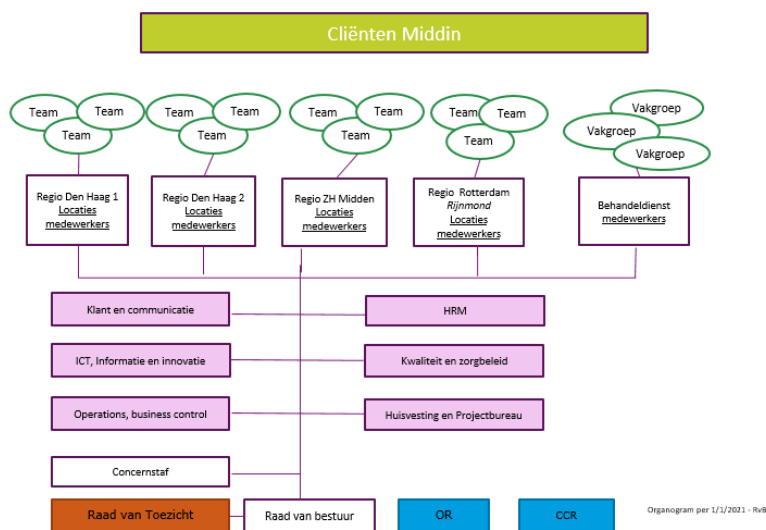 Cliënten Middin
Team
Team
Team
Team
Team
Team
Team
Team
Team
Team
Team
Team
Vakgroep
Vakgroep
Vakgroep
Regio Den Haag 1
Locaties
medewerkers
Regio Den Haag 2
Locaties
medewerkers
Regio ZH Midden
Locaties
medewerkers
Regio Rotterdam
Rijnmond
Locaties
medewerkers
Behandeldienst
medewerkers
Klant en communicatie
HRM
ICT, Informatie en innovatie
Kwaliteit en zorgbeleid
Operations, business control
Huisvesting en Projectbureau
Concernstaf
Raad van Toezicht
Raad van bestuur
OR
CCR
Organogram per 1/1/2021 - RvB